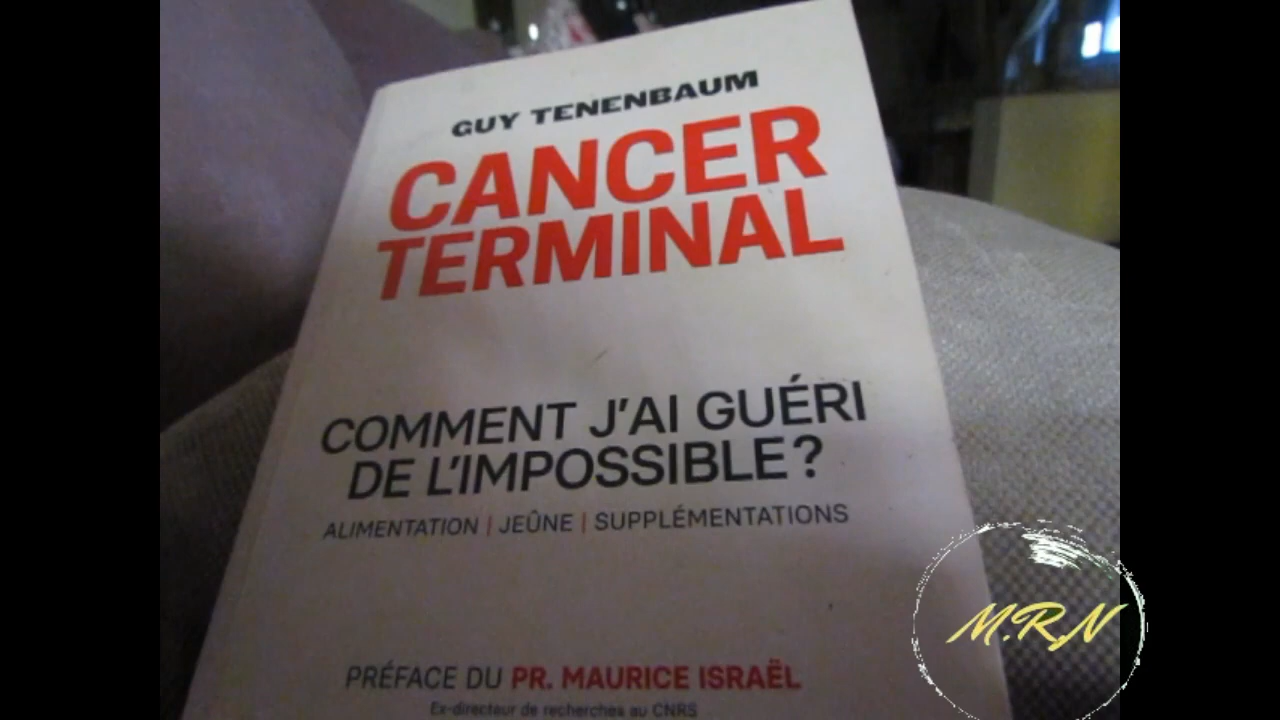 GUY TENENBAUM
CANCER
TERMINAL
COMMENT J'AI GUÉRI
DE L'IMPOSSIBLE?
ALIMENTATION | JEÛNE | SUPPLÉMENTATIONS
PRÉFACE DU PR. MAURICE ISRAËL
Ex-directeur de recherches au CNRS
M.R.N